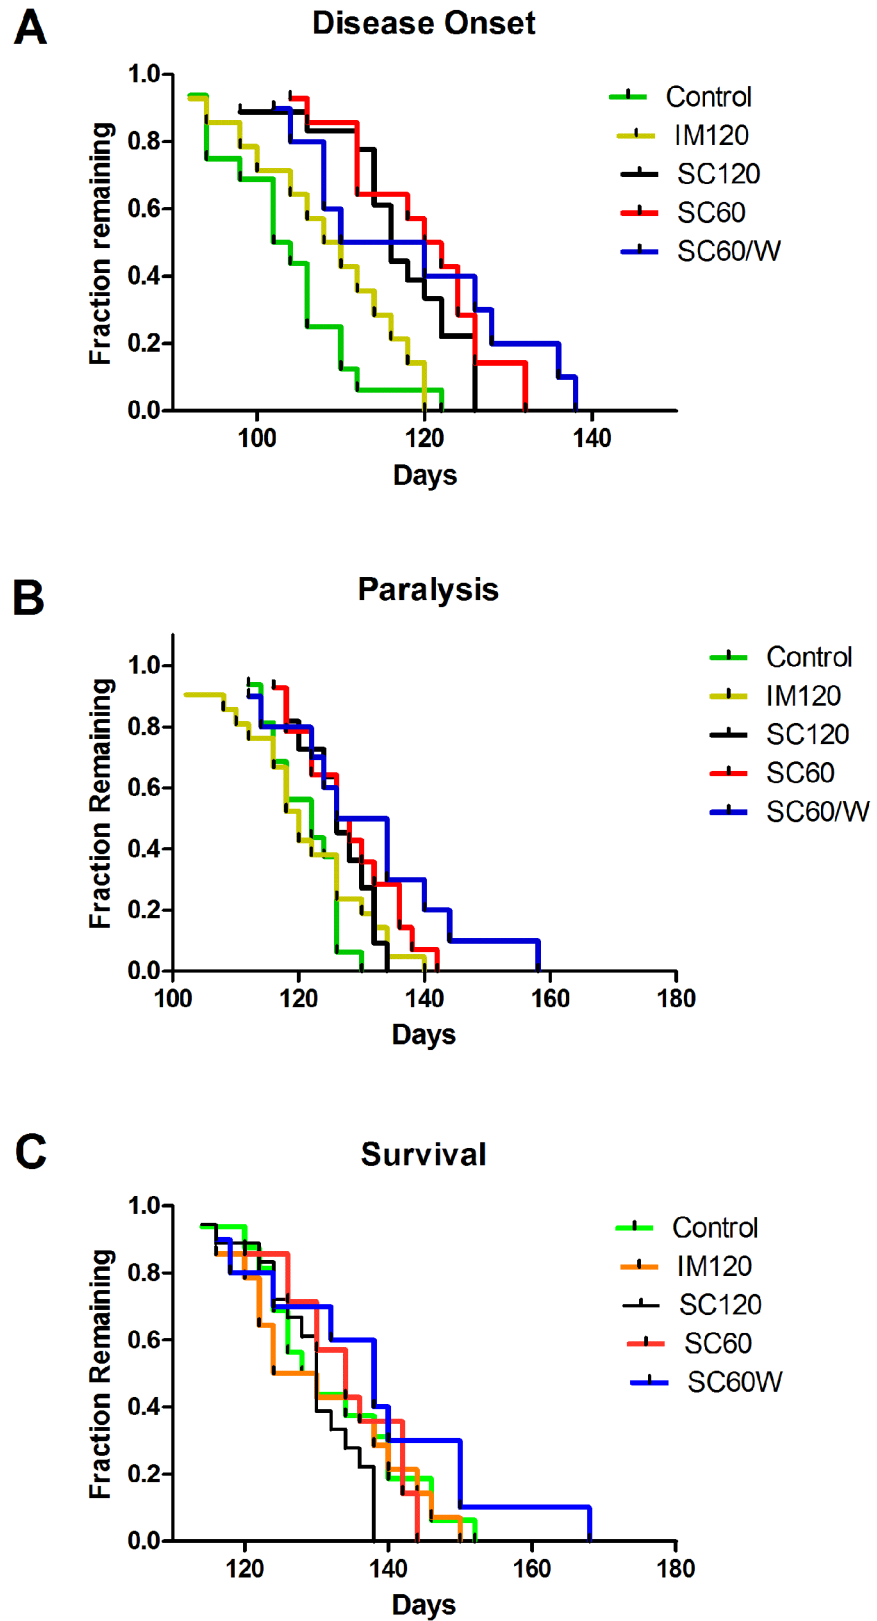 A
Disease Onset
Fraction remaining
1.0
0.8
0.6
0.4
0.2
0.0
100
120
140
Days
Control
IM120
SC120
SC60
SC60/W
B
Paralysis
Fraction Remaining
1.0
0.8
0.6
0.4
0.2
0.0
100
120
140
160
180
Days
Control
IM120
SC120
SC60
SC60/W
C
Survival
Fraction Remaining
1.0
0.8
0.6
0.4
0.2
0.0
120
140
160
180
Days
Control
IM120
SC120
SC60
SC60W